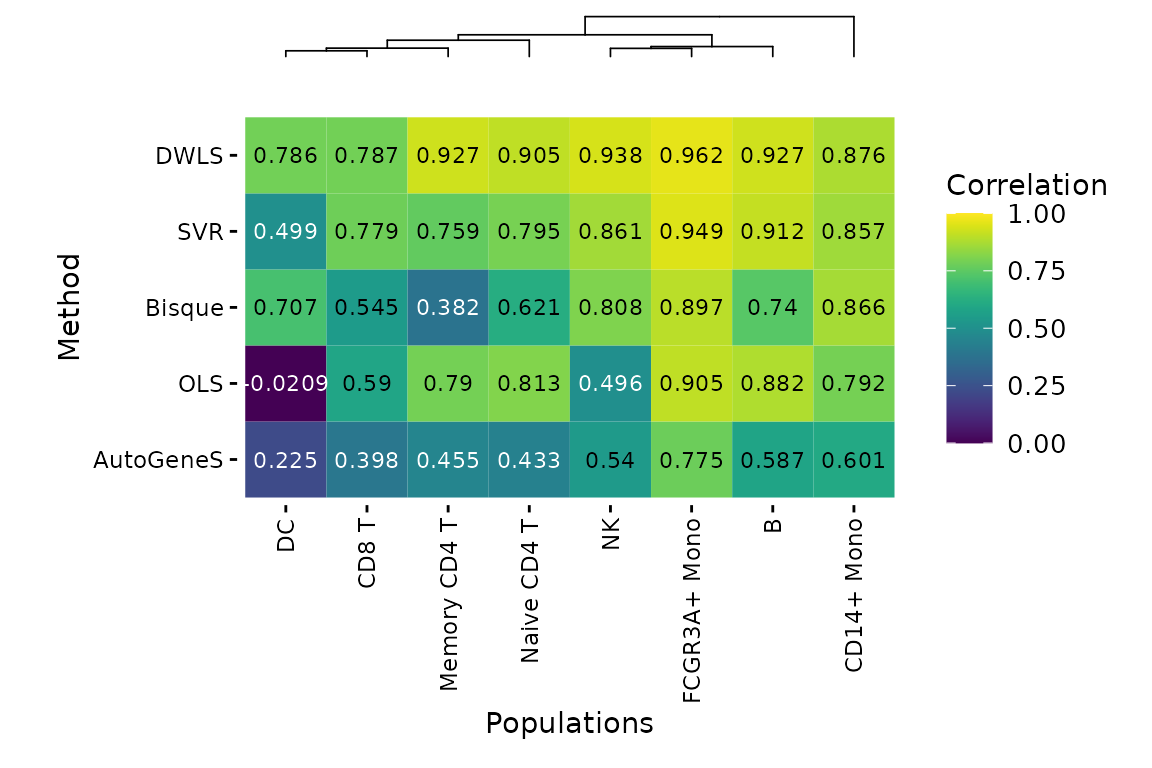 DWLS 0.786 0.787 0.927 0.905 0.938 0.962 0.927 0.876
SVR 0.499 0.779 0.759 0.795 0.861 0.949 0.912 0.857
Bisque 0.707 0.545 0.382 0.621 0.808 0.897 0.74 0.866
OLS -0.0209 0.59 0.79 0.813 0.496 0.905 0.882 0.792
AutoGeneS 0.225 0.398 0.455 0.433 0.54 0.775 0.587 0.601
Method
DC
CD8 T
Memory CD4 T
Naive CD4 T
NK
FCGR3A+ Mono
B
CD14+ Mono
Populations
Correlation
1.00
0.75
0.50
0.25
0.00